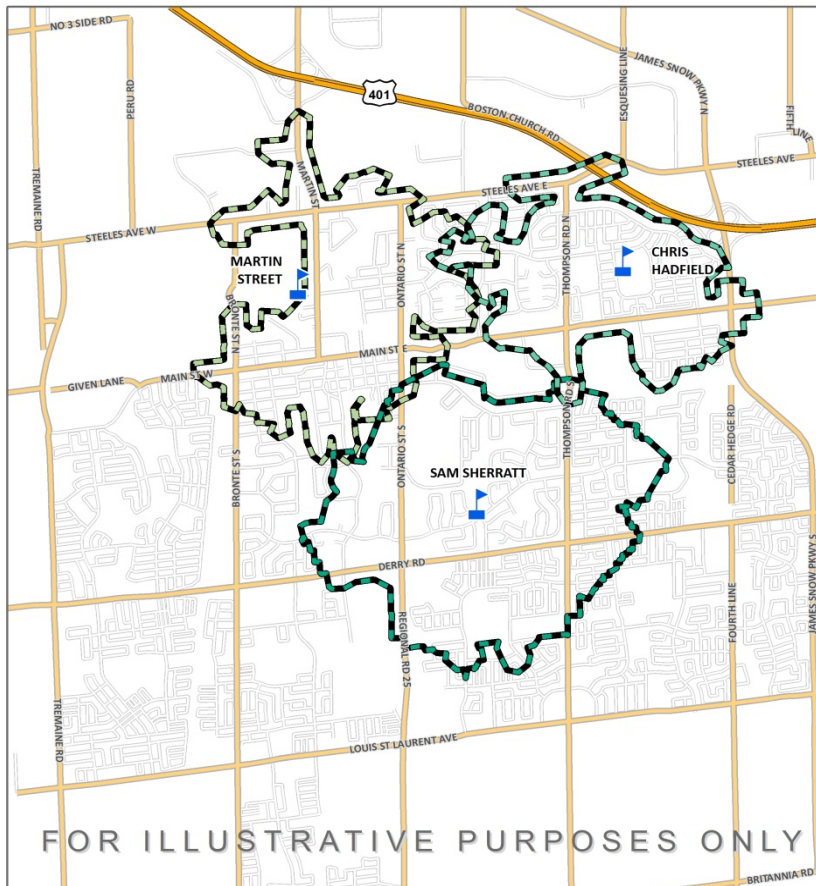 NO 3 SIDE RD
PERU RD
TREMAINE RD
401
ESQUESING LINE
JAMES SNOW PKWY N
BOSTON CHURCH RD
FIFTH LINE
STEELES AVE
MARTIN ST
STEELES AVE E
STEELES AVE W
MARTIN
STREET
BRONTE ST N
ONTARIO ST N
THOMPSON RD N
CHRIS
HADFIELD
MAIN ST E
MAIN ST W
GIVEN LANE
THOMPSON RD S
CEDAR HEDGE RD
ONTARIO ST S
BRONTE ST S
SAM SHERRATT
DERRY RD
JAMES SNOW PKWY S
FOURTH LINE
REGIONAL RD 25
TREMAINE RD
LOUIS ST LAURENT AVE
FOR ILLUSTRATIVE PURPOSES ONLY
BRITANNIA RD